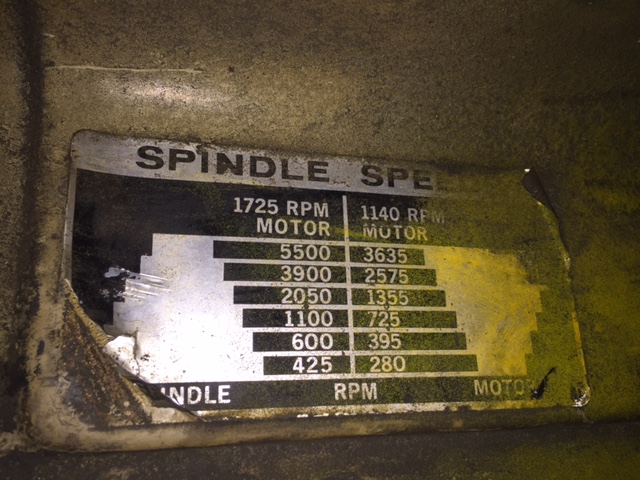 SPINDLE SPE
1725 RPM 1140 RPM
MOTOR MOTOR
5500 3635
3900 2575
2050 1355
1100 725
600 395
425 280
INDLE RPM MOTOR